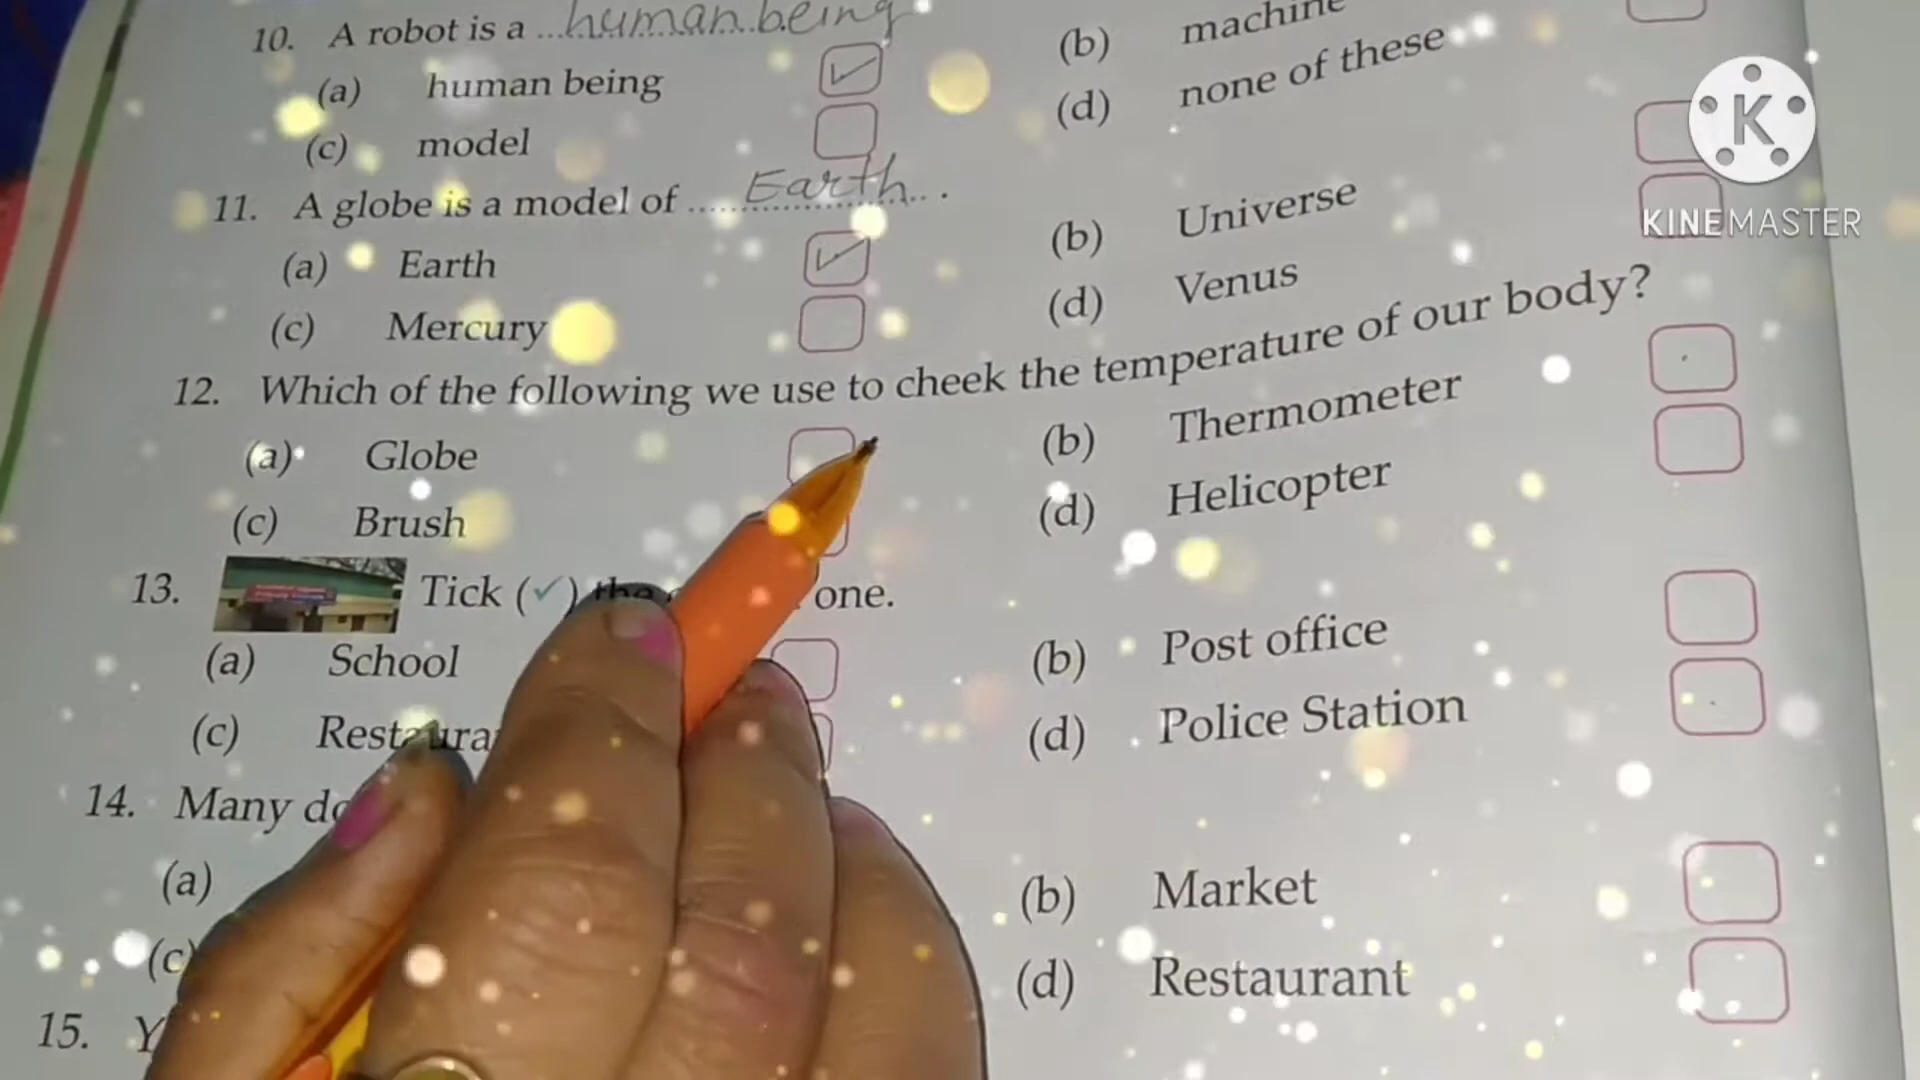 10. A robot is a ...human being
(a) human being (b) machine
(c) model (d) none of these
11. A globe is a model of .....Earth... .
(a) Earth (b) Universe
(c) Mercury (d) Venus
12. Which of the following we use to cheek the temperature of our body?
(a) Globe (b) Thermometer
(c) Brush (d) Helicopter
13. Tick (✓) the one.
(a) School (b) Post office
(c) (d) Police Station
14. Many
(a) (b) Market
(c) (d) Restaurant
15.
K
KINEMASTER